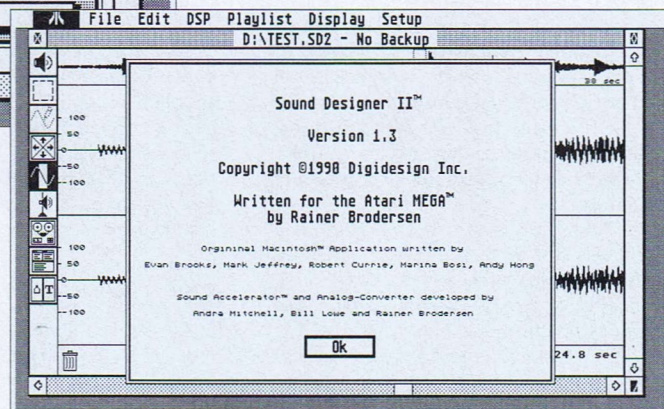 File Edit DSP Playlist Display Setup
D:\TEST.SD2 - No Backup
30 sec
100
50
0
-50
-100
Sound Designer II™
Version 1.3
Copyright ©1990 Digidesign Inc.
Written for the Atari MEGA™
by Rainer Brodersen
Orgininal Macintosh™ Application written by
Evan Brooks, Mark Jeffrey, Robert Currie, Marina Bosi, Andy Hong
Sound Accelerator™ and Analog-Converter developed by
Andra Mitchell, Bill Lowe and Rainer Brodersen
Ok
100
50
0
-50
-100
T
24.8 sec